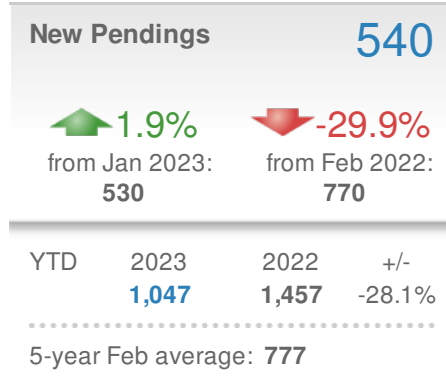 New Pendings 540
1.9% -29.9%
from Jan 2023: from Feb 2022:
530 770
YTD 2023 2022 +/-
1,047 1,457 -28.1%
5-year Feb average: 777